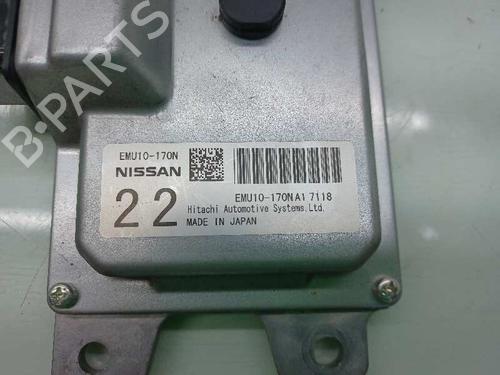 B-PARTS
EMU10-170N
NISSAN
22
EMU10-170NA1 7118
Hitachi Automotive Systems.Ltd.
MADE IN JAPAN